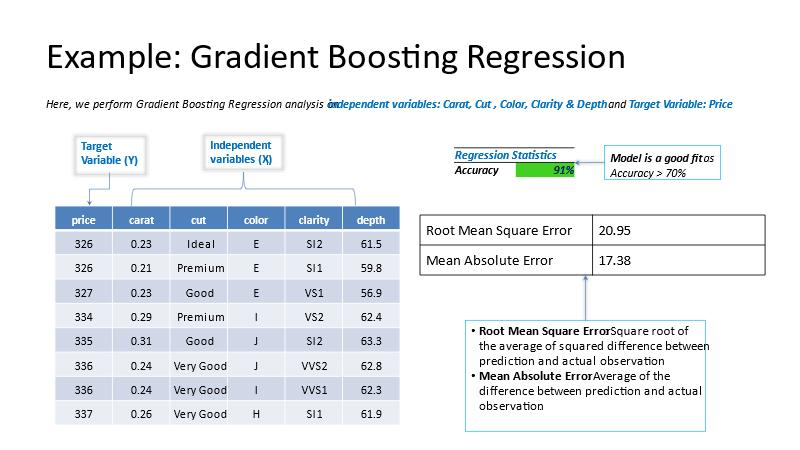 Example: Gradient Boosting Regression
Here, we perform Gradient Boosting Regression analysis on independent variables: Carat, Cut , Color, Clarity & Depth and Target Variable: Price
Target
Variable (Y)
Independent
variables (X)
price carat cut color clarity depth
326 0.23 Ideal E SI2 61.5
326 0.21 Premium E SI1 59.8
327 0.23 Good E VS1 56.9
334 0.29 Premium I VS2 62.4
335 0.31 Good J SI2 63.3
336 0.24 Very Good J VVS2 62.8
336 0.24 Very Good I VVS1 62.3
337 0.26 Very Good H SI1 61.9
Regression Statistics
Accuracy 91%
Model is a good fit as
Accuracy > 70%
Root Mean Square Error 20.95
Mean Absolute Error 17.38
• Root Mean Square Error Square root of
the average of squared difference between
prediction and actual observation
• Mean Absolute Error Average of the
difference between prediction and actual
observation